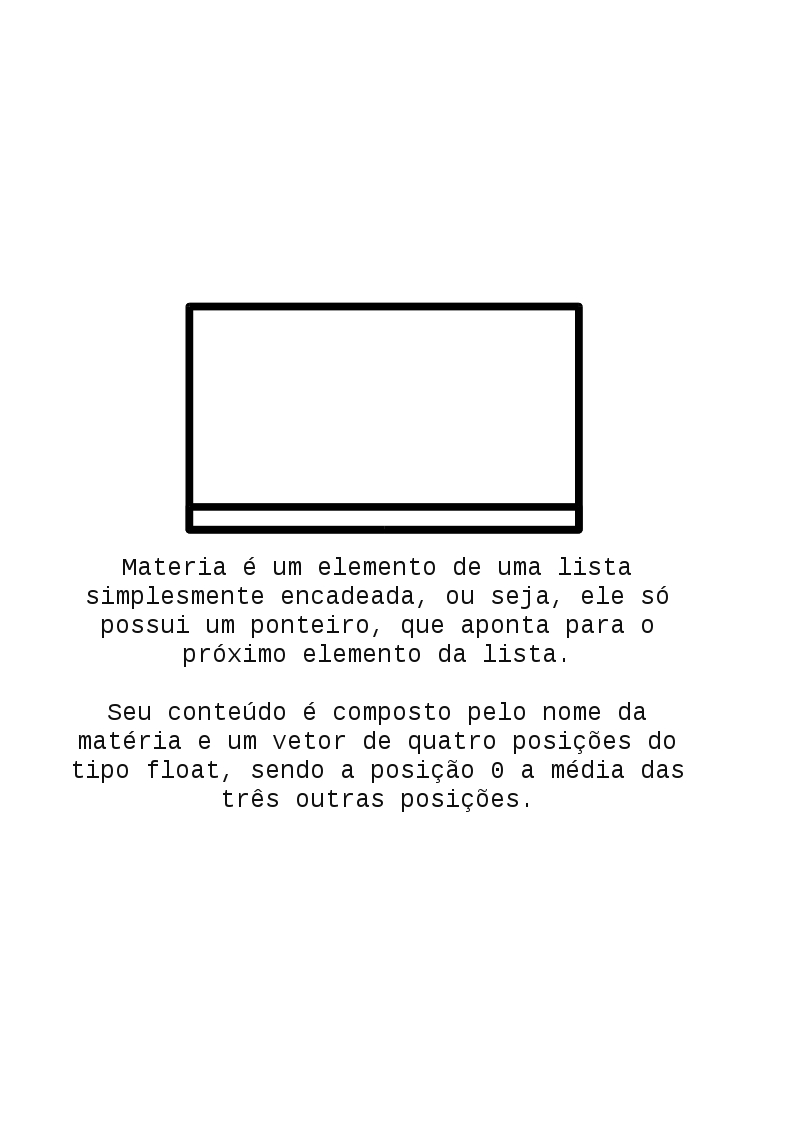 Materia é um elemento de uma lista
simplesmente encadeada, ou seja, ele só
possui um ponteiro, que aponta para o
próximo elemento da lista.
Seu conteúdo é composto pelo nome da
matéria e um vetor de quatro posições do
tipo float, sendo a posição 0 a média das
três outras posições.